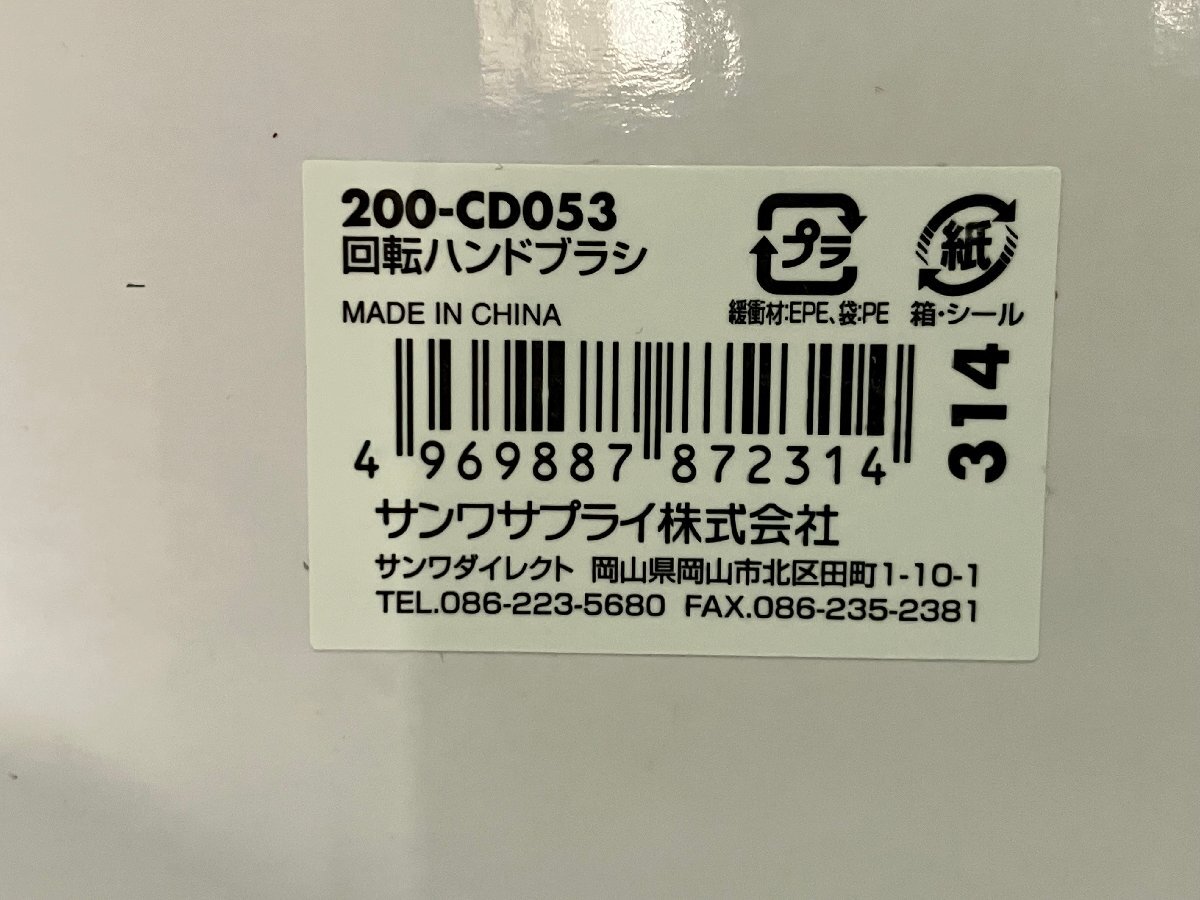 200-CD053
回転ハンドブラシ
MADE IN CHINA
プラ
緩衝材:EPE、袋:PE
紙
箱・シール
314
4 969887 872314
サンワサプライ株式会社
サンワダイレクト 岡山県岡山市北区田町1-10-1
TEL.086-223-5680 FAX.086-235-2381